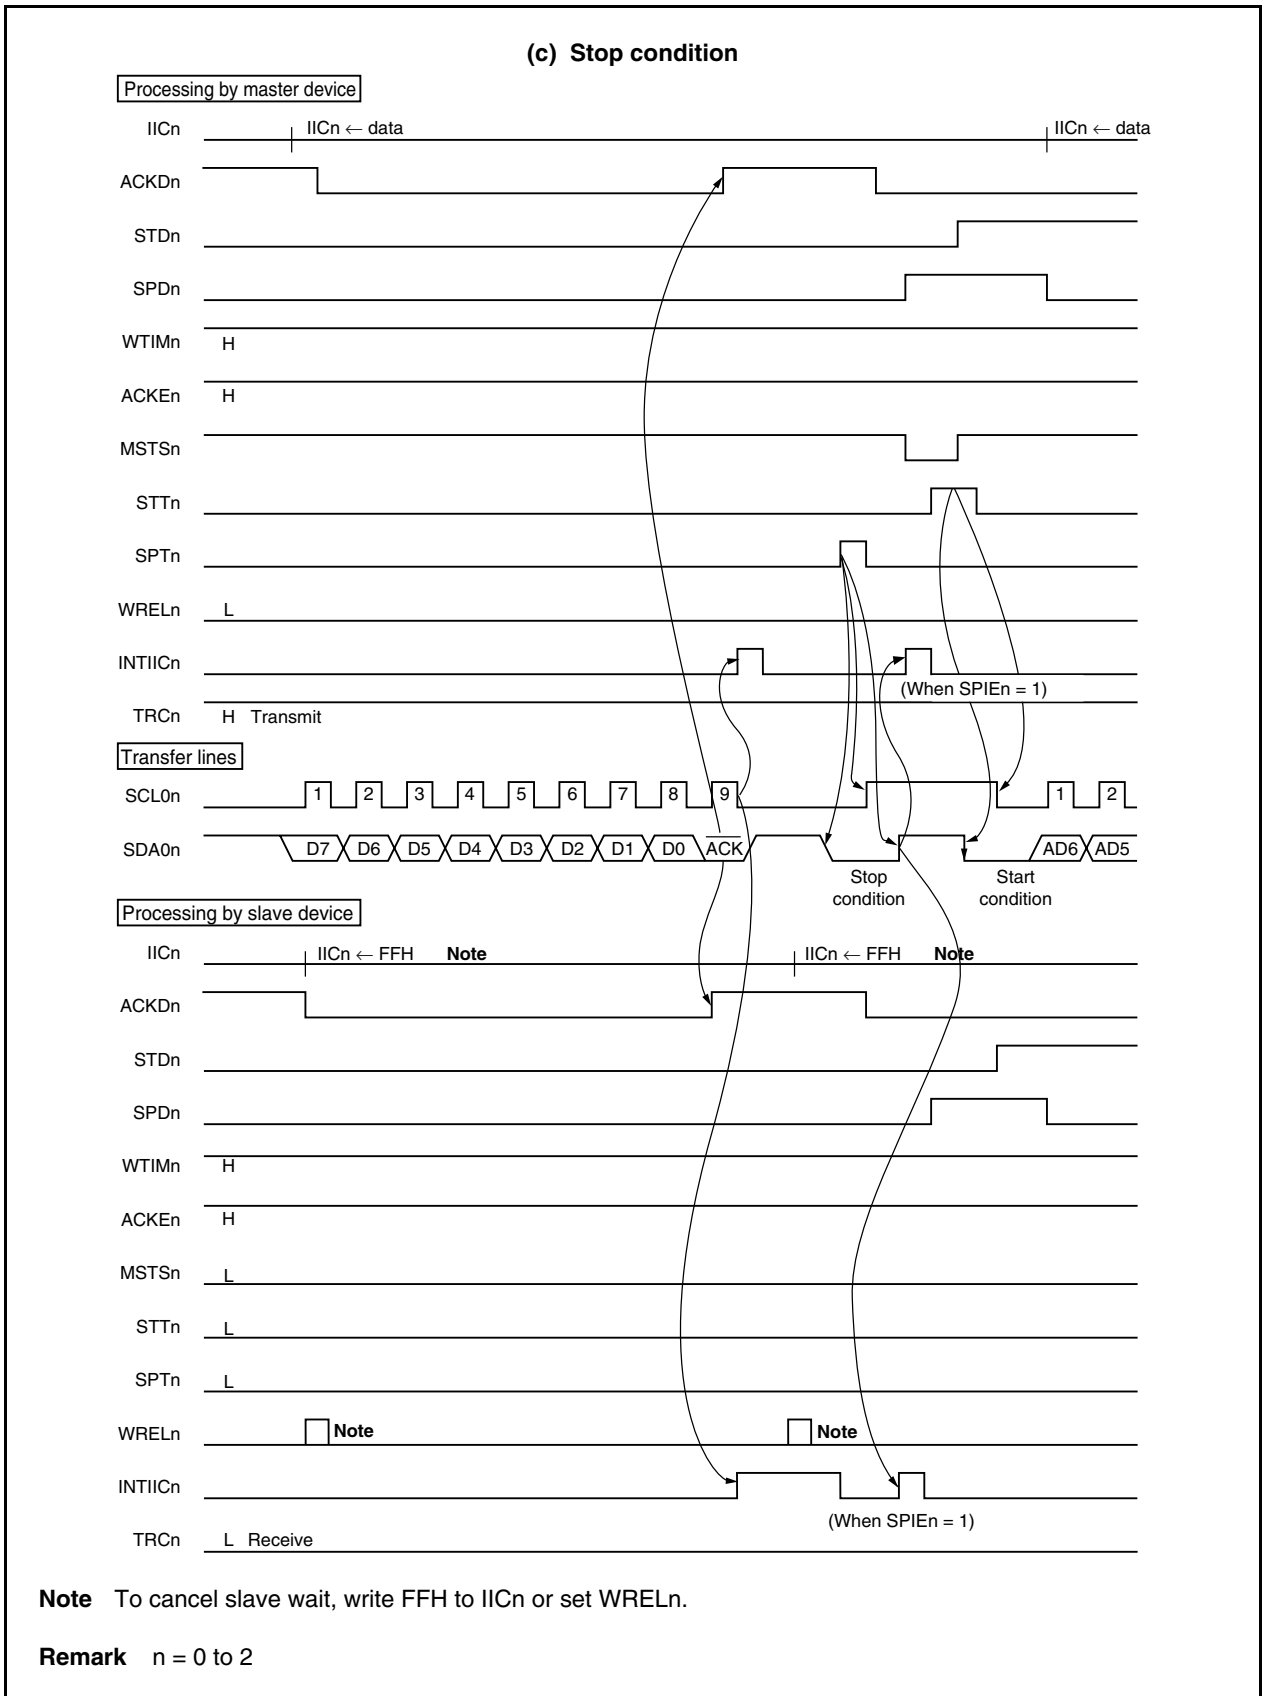 (c) Stop condition
Processing by master device
IICn IICn ← data IICn ← data
ACKDn
STDn
SPDn
WTIMn H
ACKEn H
MSTSn
STTn
SPTn
WRELn L
INTIICn
(When SPIEn = 1)
TRCn H Transmit
Transfer lines
SCL0n 1 2 3 4 5 6 7 8 9 1 2
SDA0n D7 D6 D5 D4 D3 D2 D1 D0 ACK AD6 AD5
Stop condition
Start condition
Processing by slave device
IICn IICn ← FFH Note IICn ← FFH Note
ACKDn
STDn
SPDn
WTIMn H
ACKEn H
MSTSn L
STTn L
SPTn L
WRELn Note Note
INTIICn
(When SPIEn = 1)
TRCn L Receive
Note To cancel slave wait, write FFH to IICn or set WRELn.
Remark n = 0 to 2